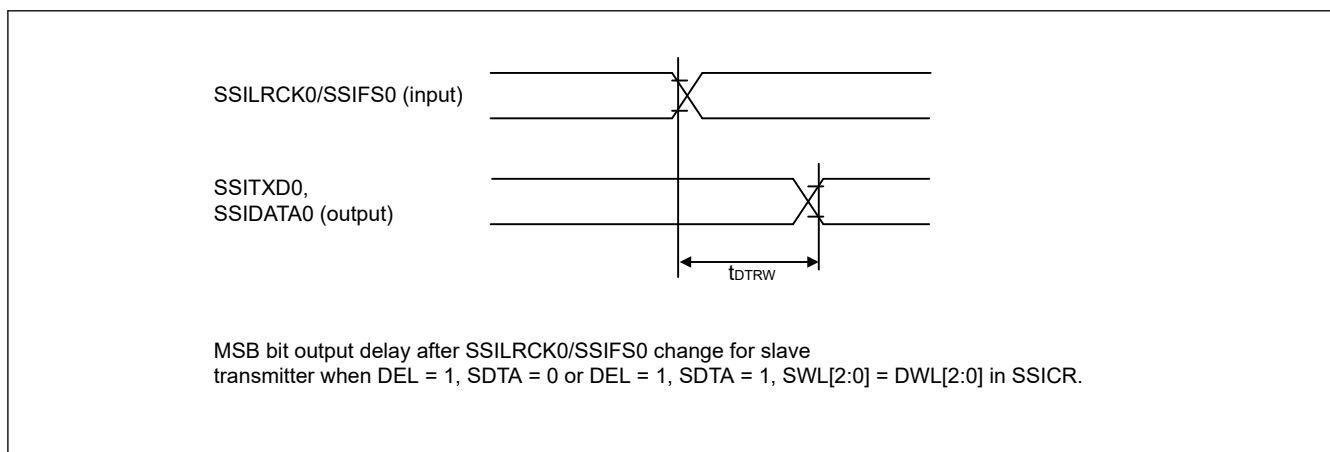 SSILRCK0/SSIFS0 (input)
SSITXD0,
SSIDATA0 (output)
tDTRW
MSB bit output delay after SSILRCK0/SSIFS0 change for slave
transmitter when DEL = 1, SDTA = 0 or DEL = 1, SDTA = 1, SWL[2:0] = DWL[2:0] in SSICR.